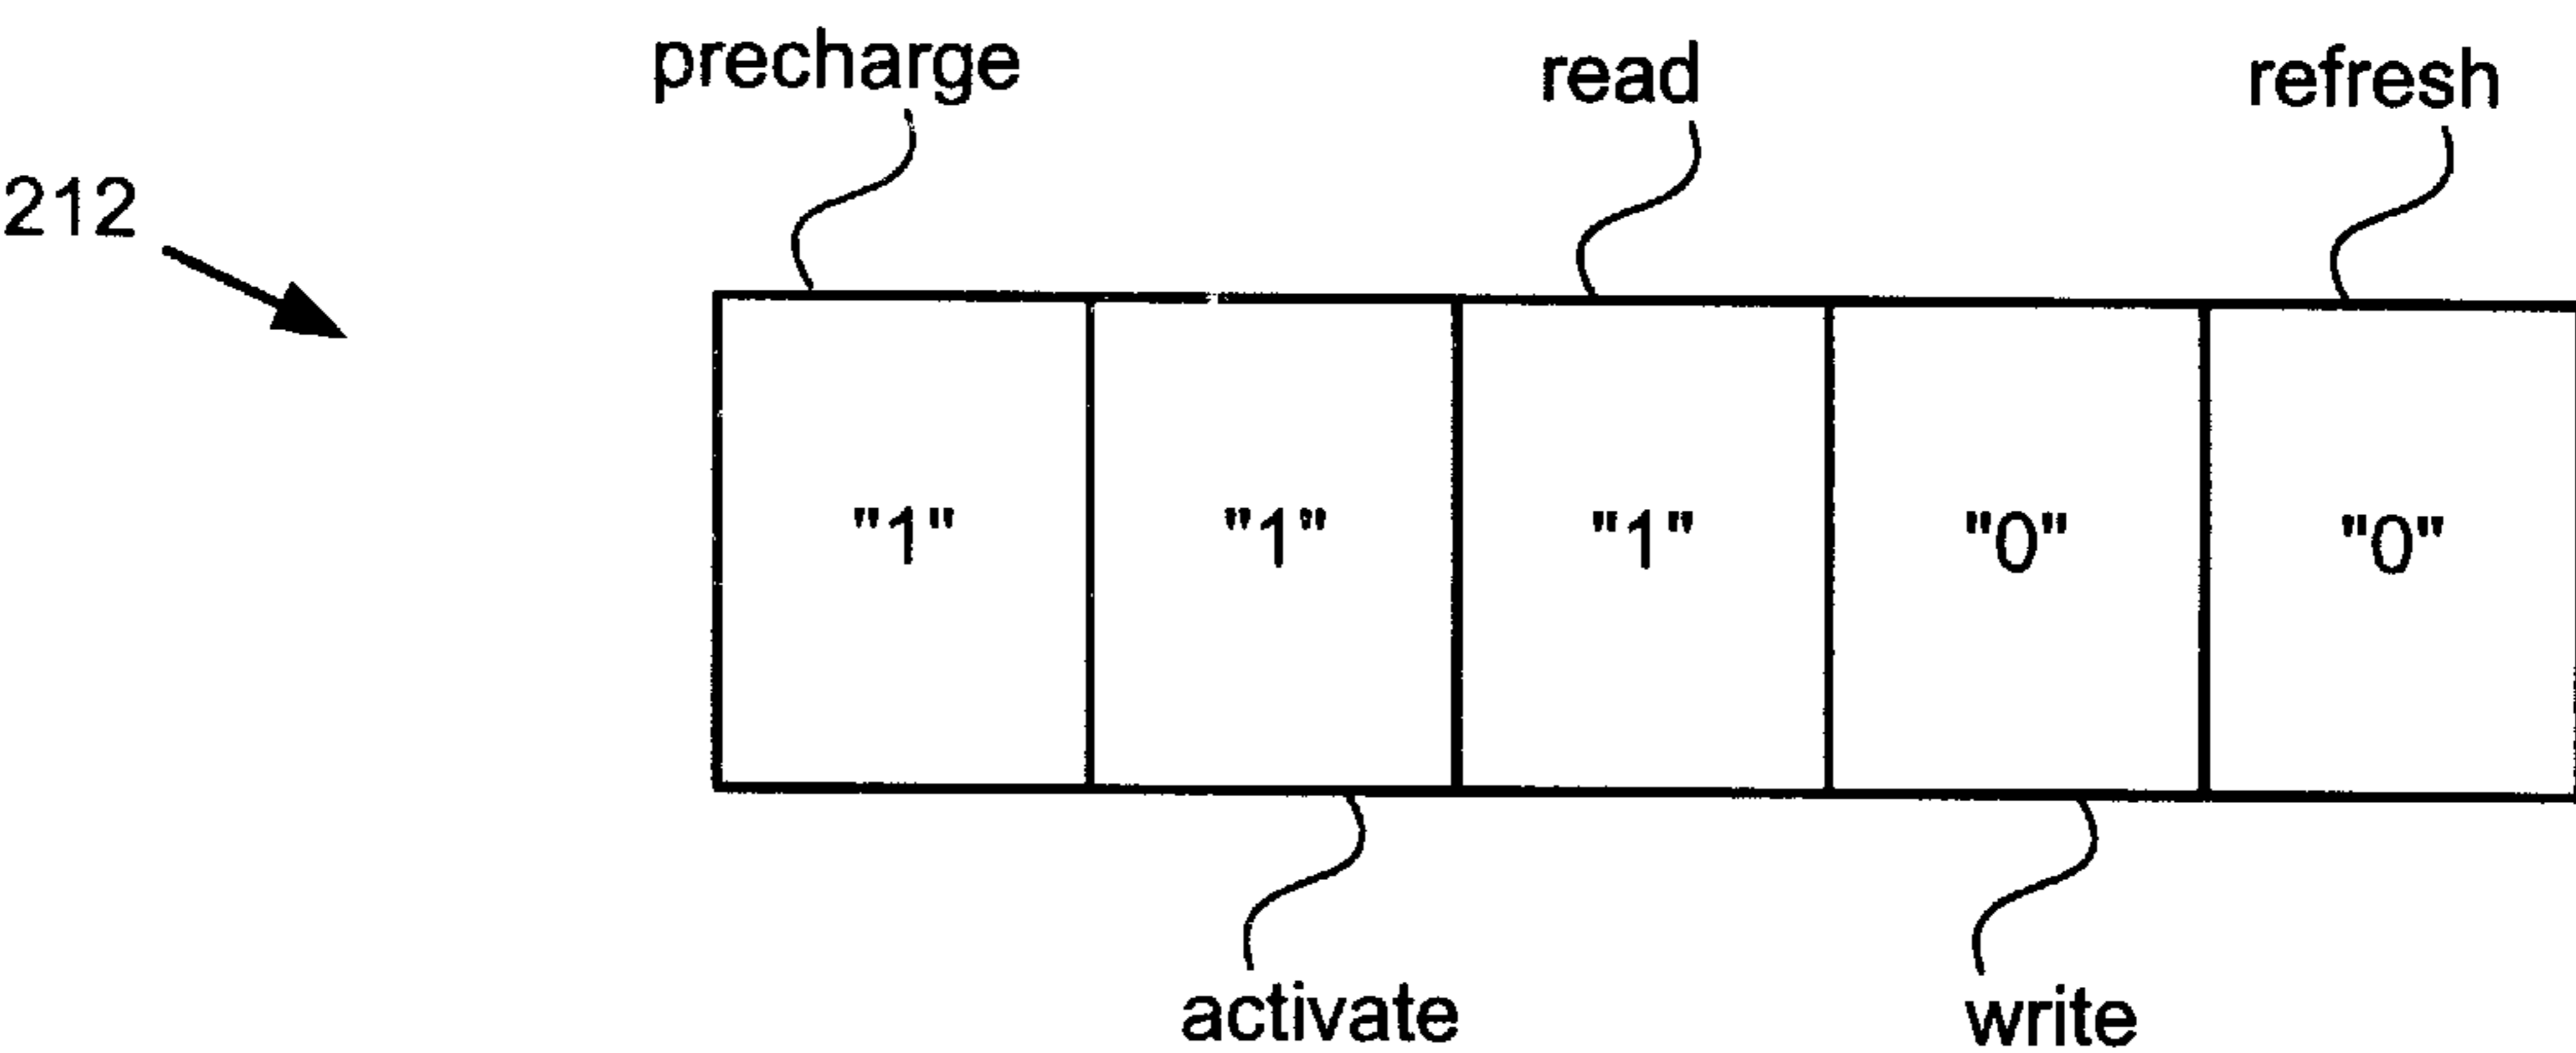 precharge read refresh
212
"1" "1" "1" "0" "0"
activate write